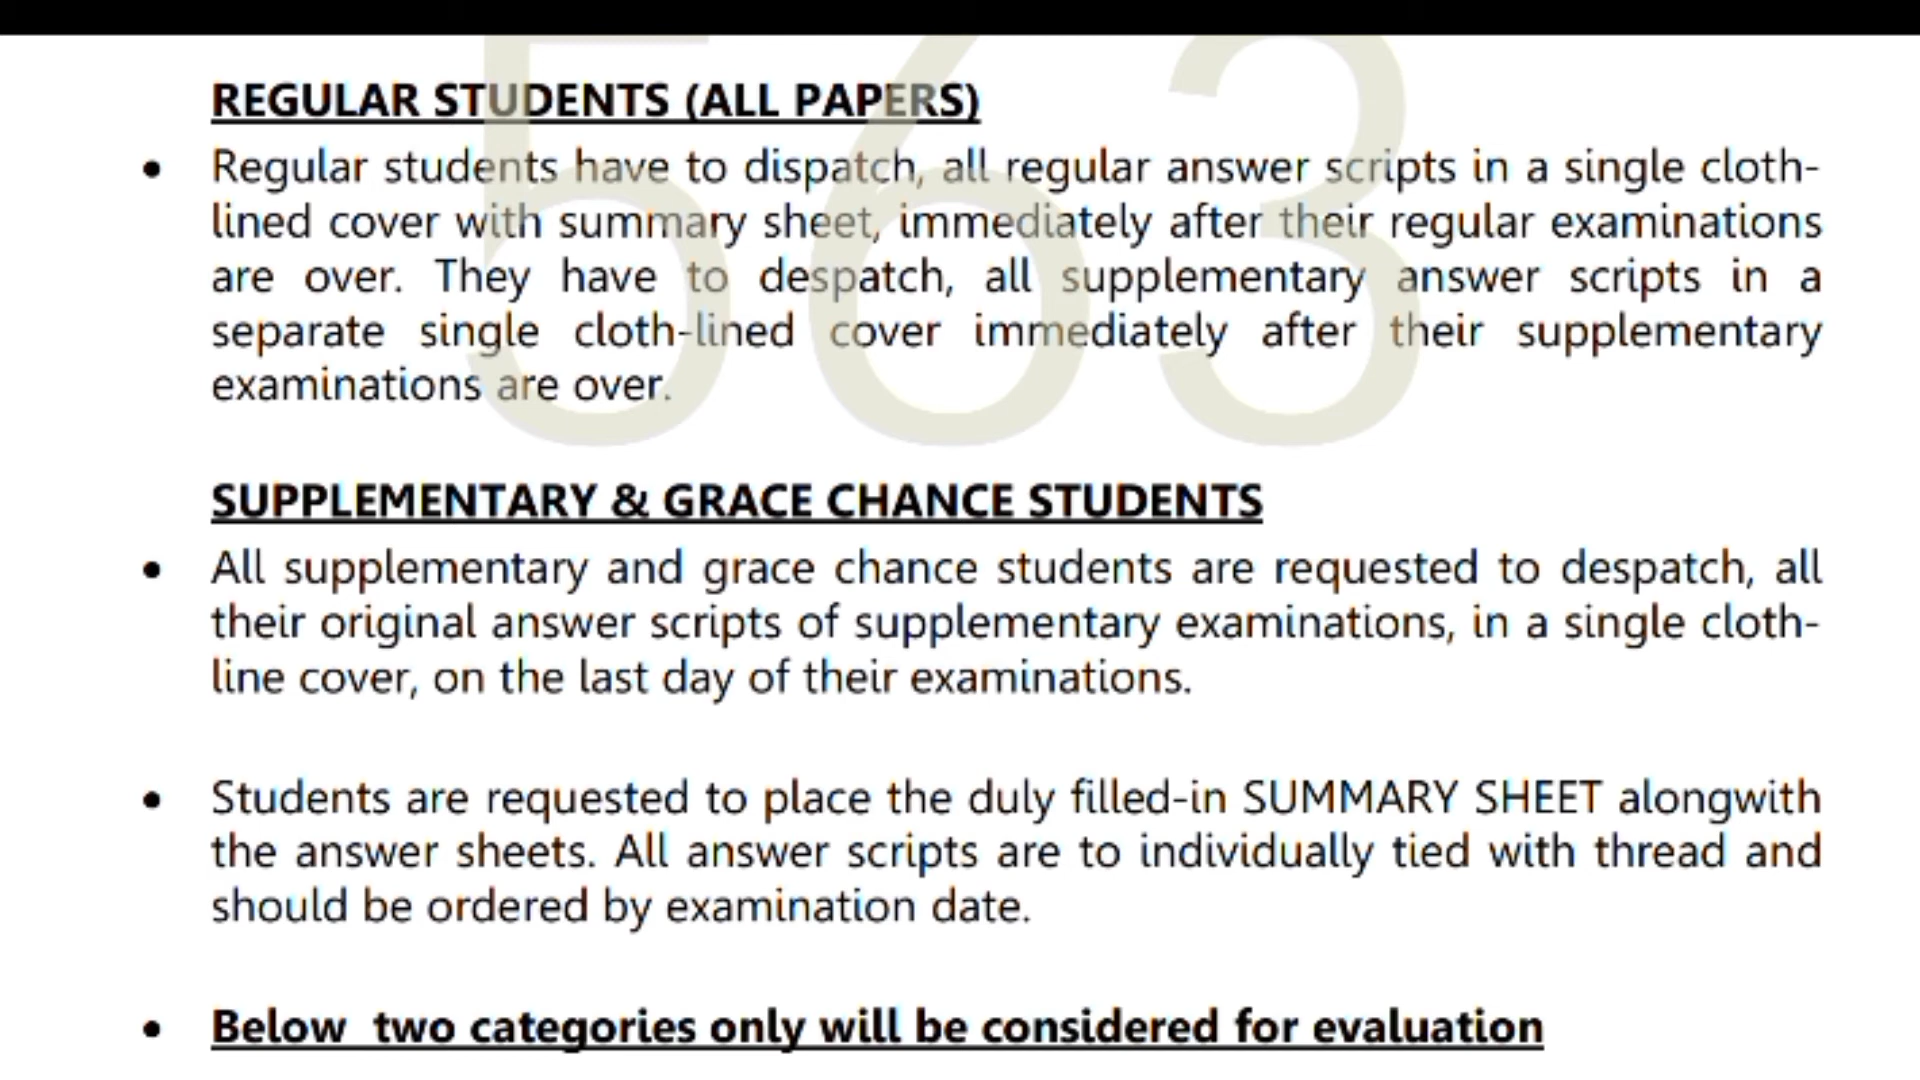 563
REGULAR STUDENTS (ALL PAPERS)
• Regular students have to dispatch, all regular answer scripts in a single cloth-
lined cover with summary sheet, immediately after their regular examinations
are over. They have to despatch, all supplementary answer scripts in a
separate single cloth-lined cover immediately after their supplementary
examinations are over.
SUPPLEMENTARY & GRACE CHANCE STUDENTS
• All supplementary and grace chance students are requested to despatch, all
their original answer scripts of supplementary examinations, in a single cloth-
line cover, on the last day of their examinations.
• Students are requested to place the duly filled-in SUMMARY SHEET alongwith
the answer sheets. All answer scripts are to individually tied with thread and
should be ordered by examination date.
• Below two categories only will be considered for evaluation